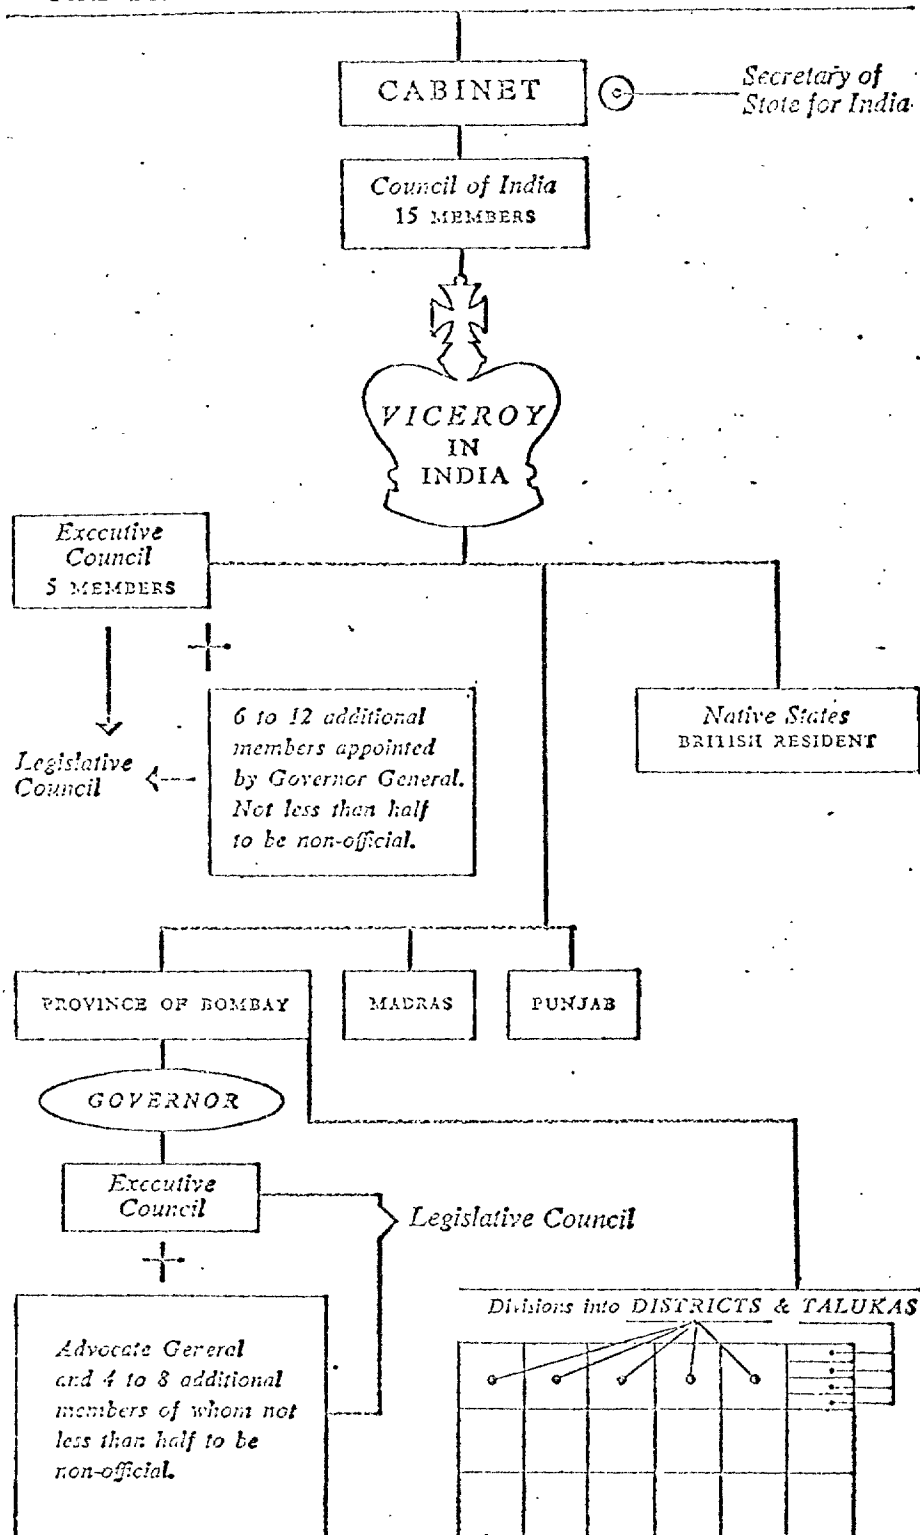 CABINET
Secretary of
State for India
Council of India
15 MEMBERS
VICEROY
IN
INDIA
Executive
Council
5 MEMBERS
6 to 12 additional
members appointed
by Governor General.
Not less than half
to be non-official.
Legislative
Council
Native States
BRITISH RESIDENT
PROVINCE OF BOMBAY
MADRAS
PUNJAB
GOVERNOR
Executive
Council
Legislative Council
Divisions into DISTRICTS & TALUKAS
Advocate General
and 4 to 8 additional
members of whom not
less than half to be
non-official.